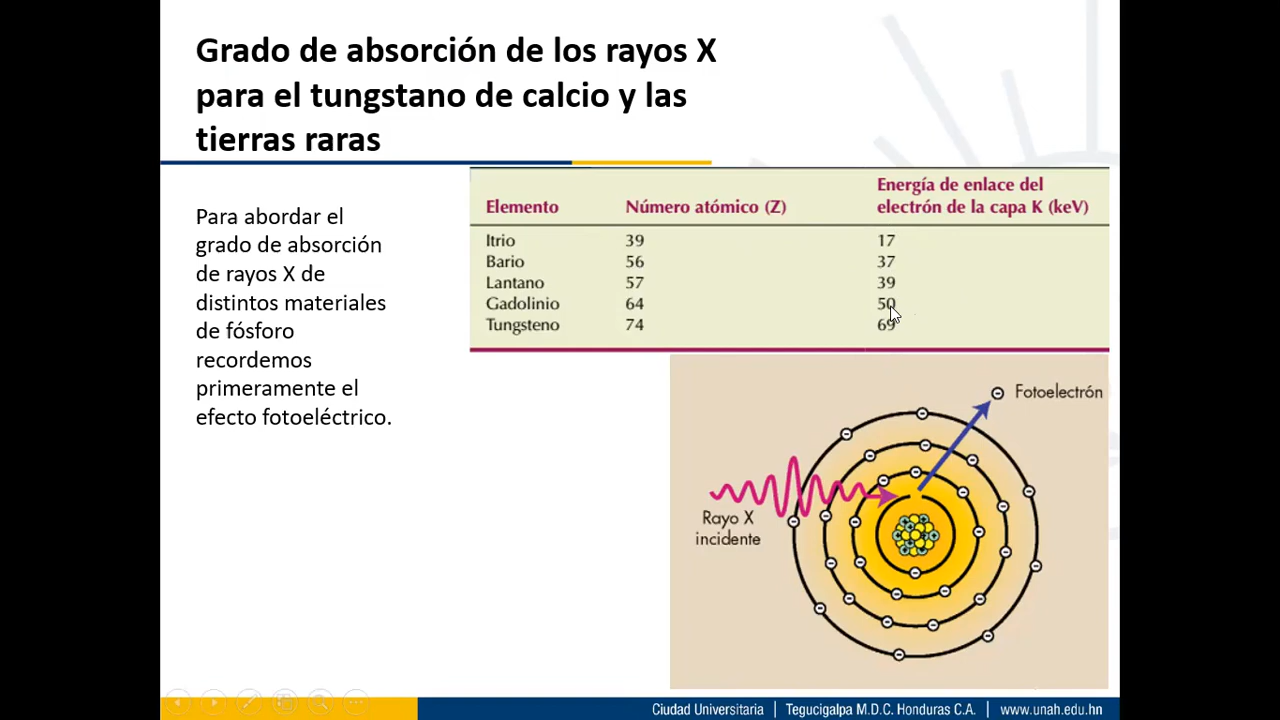 Grado de absorción de los rayos X
para el tungstano de calcio y las
tierras raras
Para abordar el
grado de absorción
de rayos X de
distintos materiales
de fósforo
recordemos
primeramente el
efecto fotoeléctrico.
Elemento Número atómico (Z) Energía de enlace del
electrón de la capa K (keV)
Itrio 39 17
Bario 56 37
Lantano 57 39
Gadolinio 64 50
Tungsteno 74 69
Fotoelectrón
Rayo X
incidente
Ciudad Universitaria | Tegucigalpa M.D.C. Honduras C.A. | www.unah.edu.hn